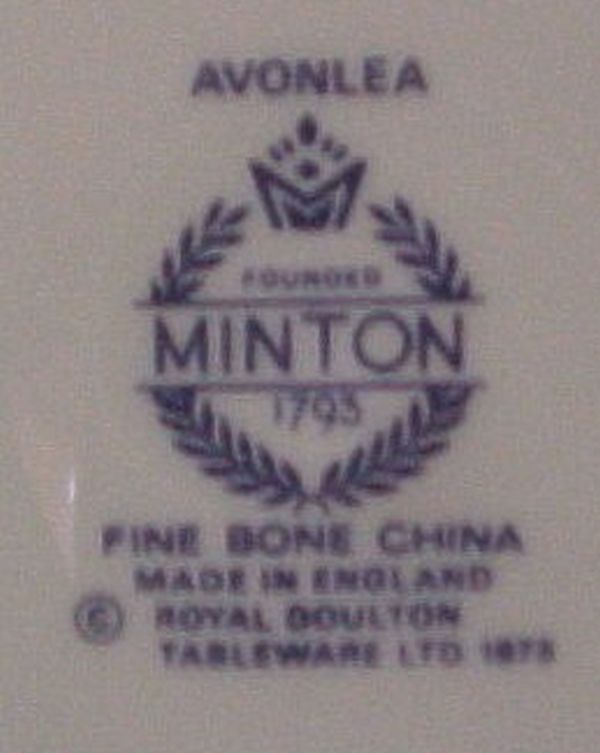 AVONLEA
FOUNDED
MINTON
1793
FINE BONE CHINA
MADE IN ENGLAND
© ROYAL DOULTON
TABLEWARE LTD